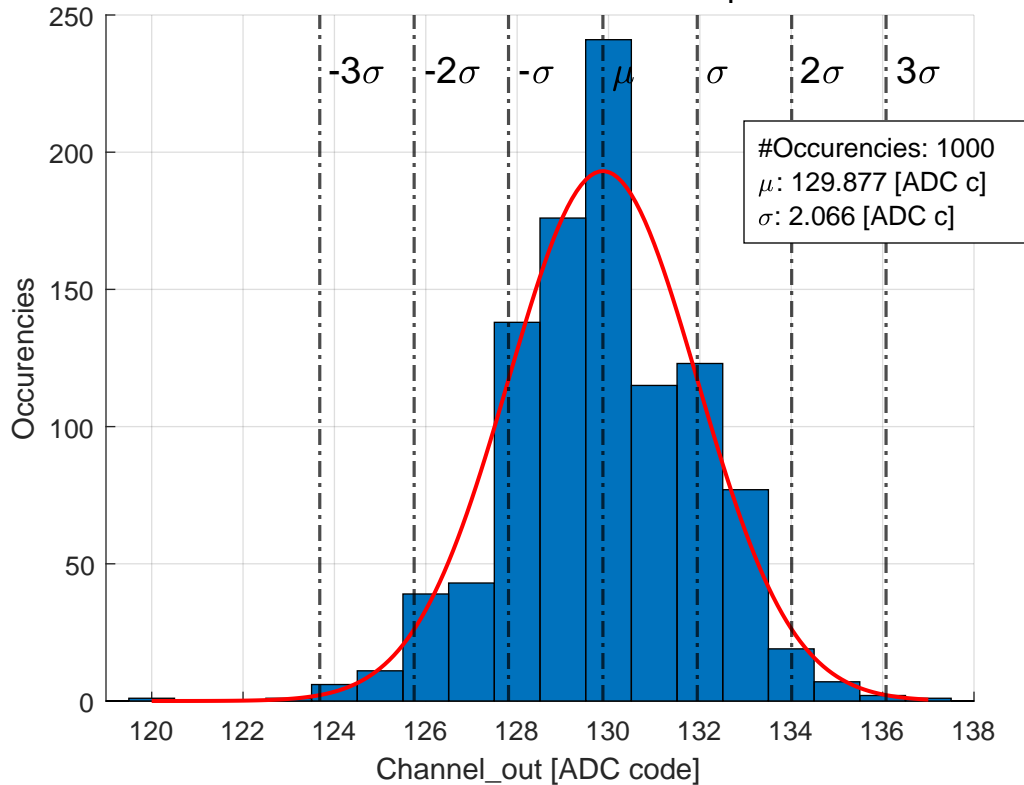 250
200
150
100
50
0
Occurencies
-3σ -2σ -σ μ σ 2σ 3σ
#Occurencies: 1000
μ: 129.877 [ADC c]
σ: 2.066 [ADC c]
120 122 124 126 128 130 132 134 136 138
Channel_out [ADC code]